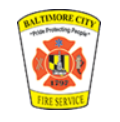 BALTIMORE CITY
"Pride Protecting People"
FIRE SERVICE